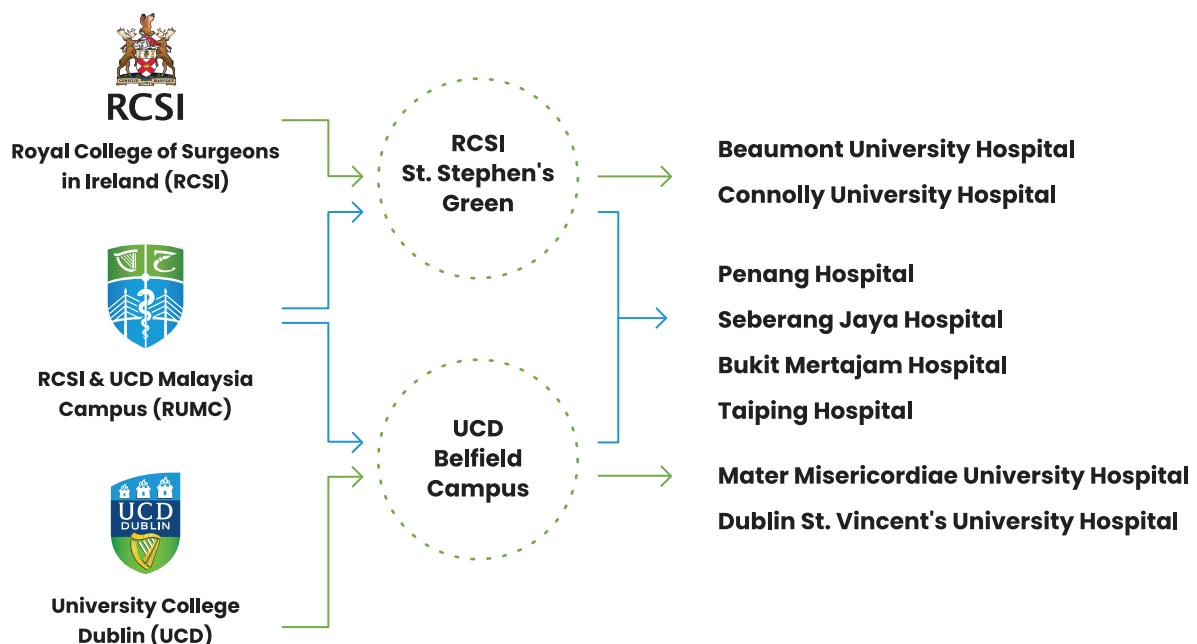 CONSILIO MANUQUE
RCSI
Royal College of Surgeons
in Ireland (RCSI)
RCSI & UCD Malaysia
Campus (RUMC)
UCD
DUBLIN
University College
Dublin (UCD)
RCSI
St. Stephen's
Green
UCD
Belfield
Campus
Beaumont University Hospital
Connolly University Hospital
Penang Hospital
Seberang Jaya Hospital
Bukit Mertajam Hospital
Taiping Hospital
Mater Misericordiae University Hospital
Dublin St. Vincent's University Hospital